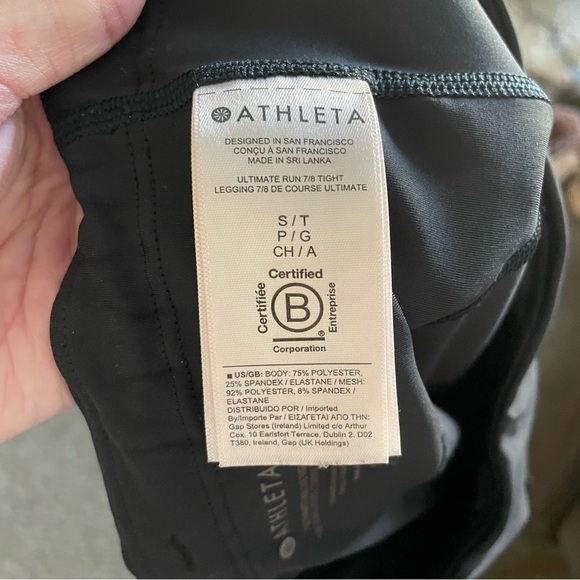 ATHLETA
DESIGNED IN SAN FRANCISCO
CONÇU À SAN FRANCISCO
MADE IN SRI LANKA
ULTIMATE RUN 7/8 TIGHT
LEGGING 7/8 DE COURSE ULTIMATE
S / T
P / G
CH / A
Certified
Certifiée
B
Entreprise
®
Corporation
■ US/GB: BODY: 75% POLYESTER,
25% SPANDEX / ELASTANE / MESH:
92% POLYESTER, 8% SPANDEX /
ELASTANE
DISTRIBUIDO POR / Imported
By/Importe Par / ΕΙΣΑΓΕΤΑΙ ΑΠΟ ΤΗΝ:
Gap Stores (Ireland) Limited c/o Arthur
Cox, 10 Earlsfort Terrace, Dublin 2, D02
T380, Ireland, Gap (UK Holdings)
ATHLETA